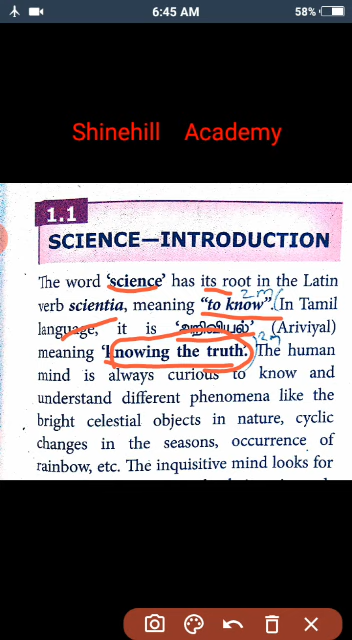 6:45 AM
58%
Shinehill Academy
1.1
SCIENCE—INTRODUCTION
The word 'science' has its root in the Latin
2m
verb scientia, meaning “to know”. In Tamil
language, it is 'அறிவியல்' (Ariviyal)
2m
meaning 'knowing the truth'. The human
mind is always curious to know and
understand different phenomena like the
bright celestial objects in nature, cyclic
changes in the seasons, occurrence of
rainbow, etc. The inquisitive mind looks for